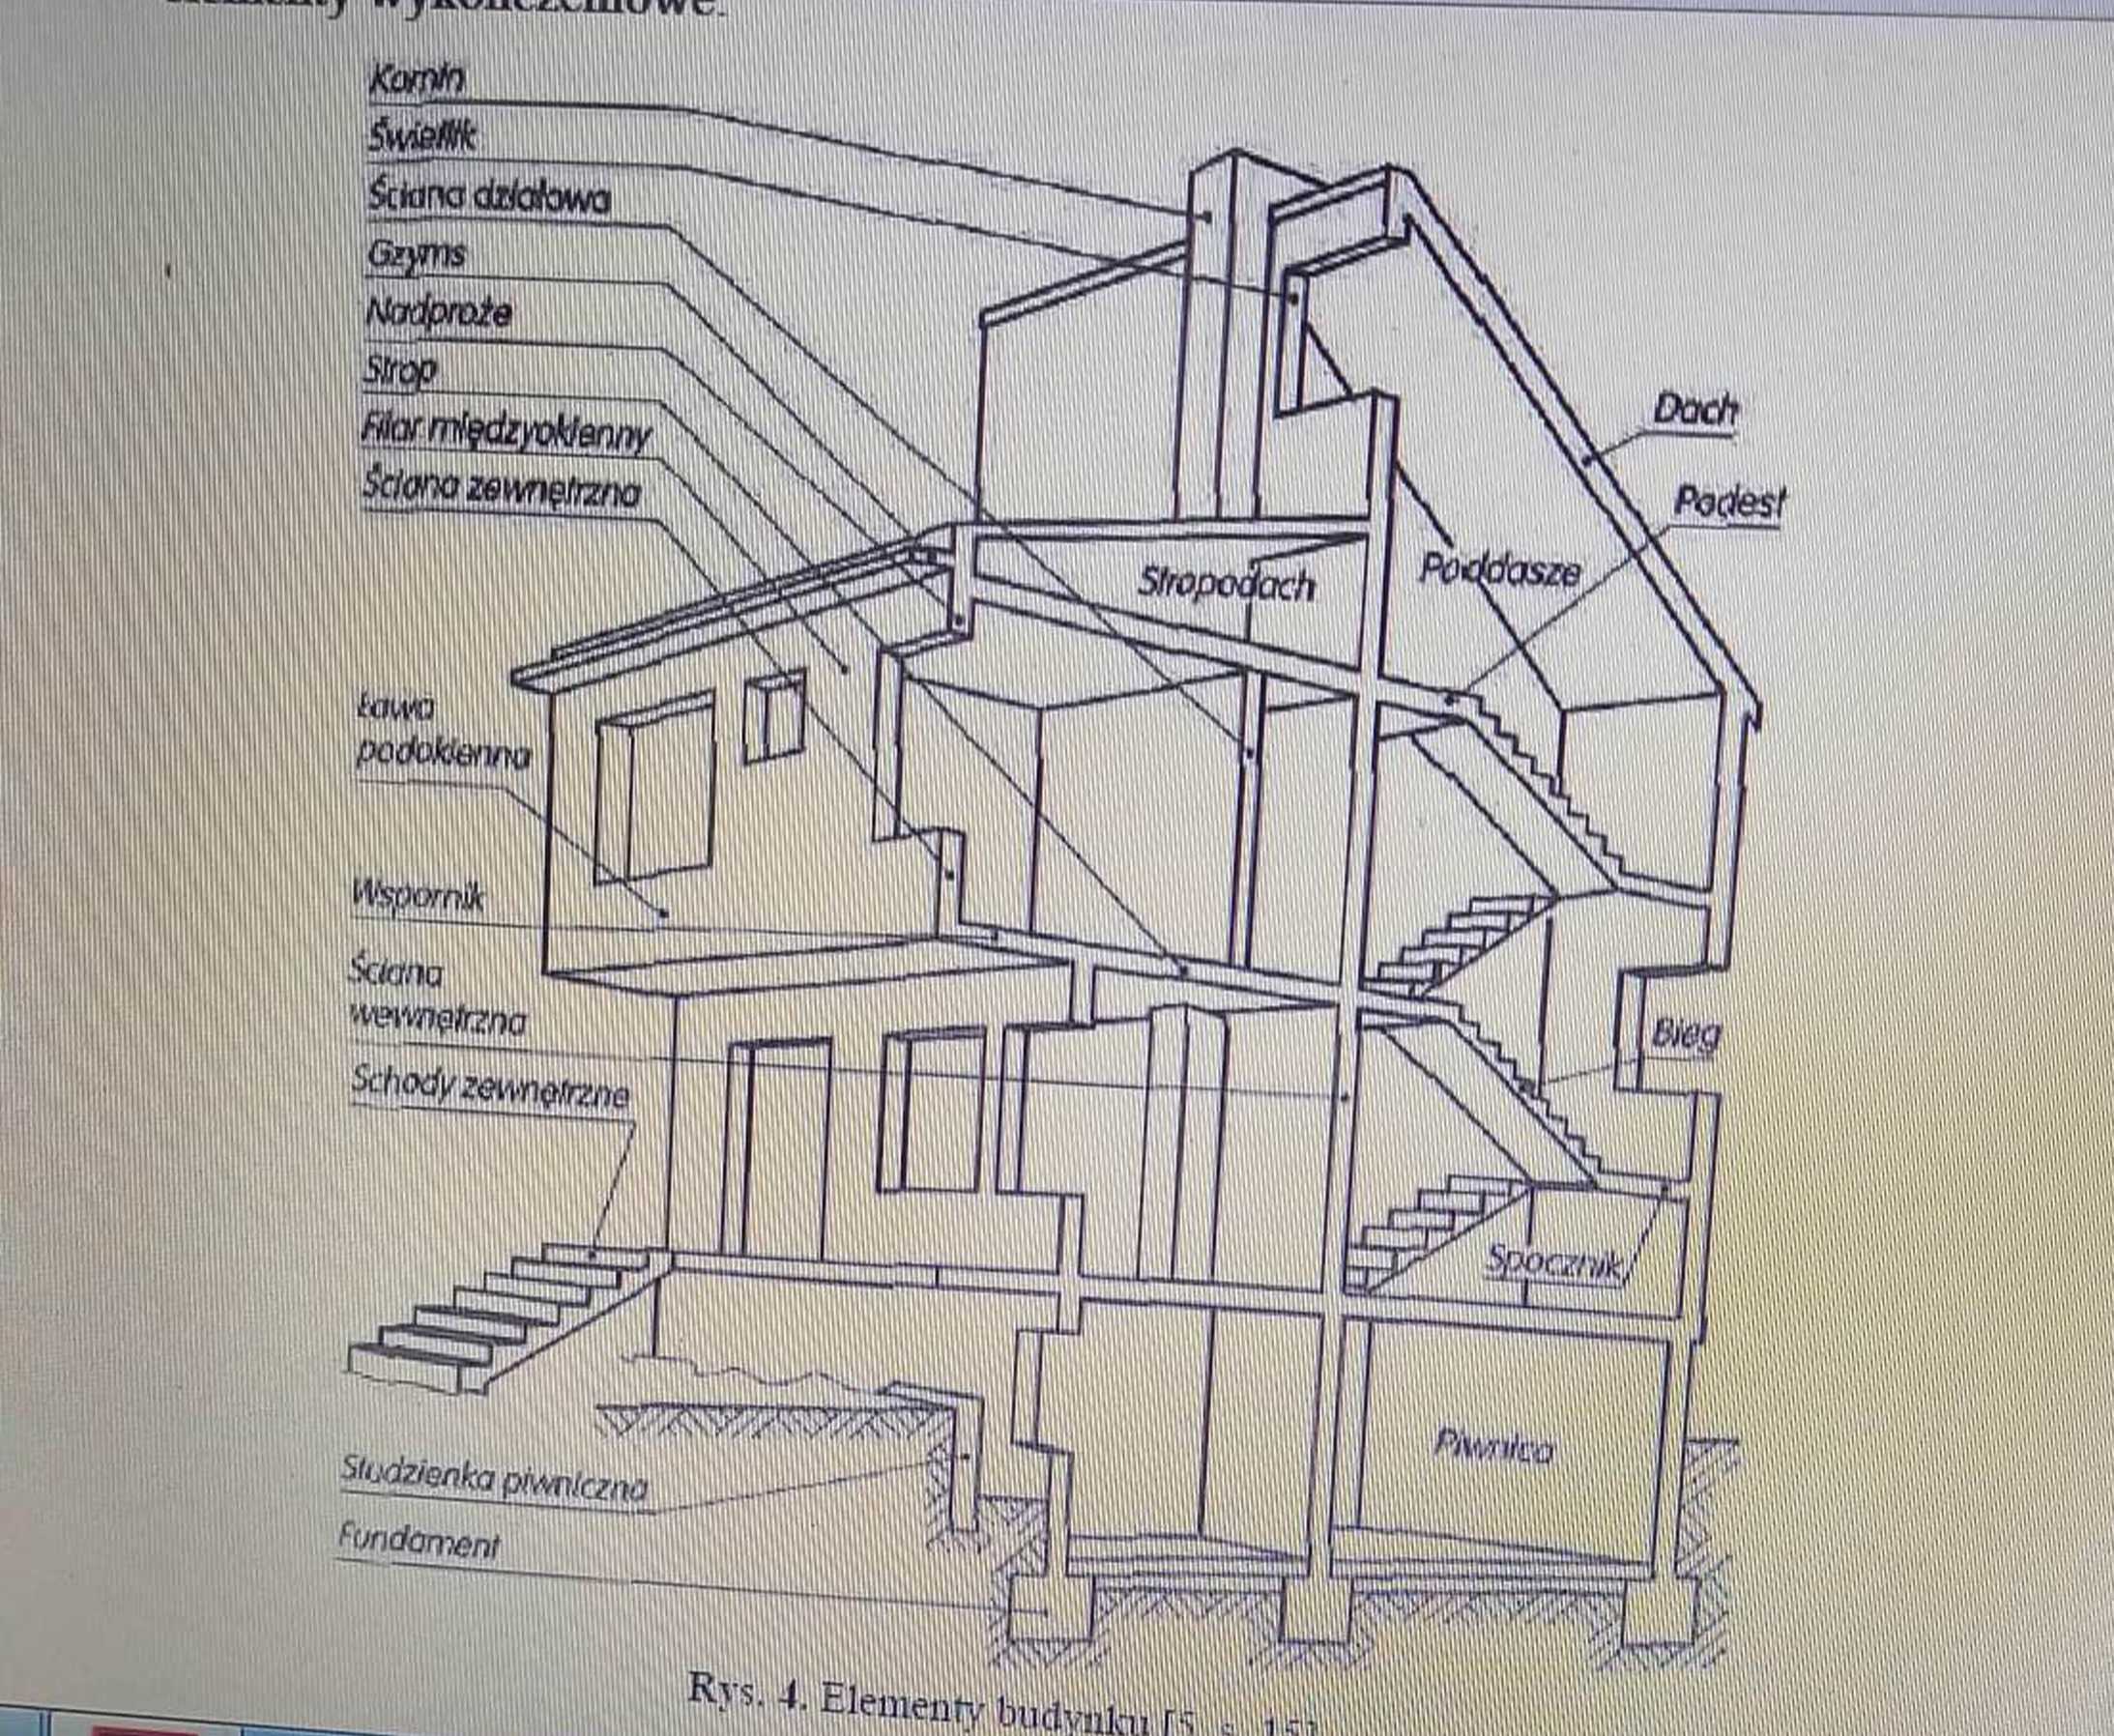 wykończeniowe.
Komin
Świetlik
Ściana działowa
Gzyms
Nadproże
Strop
Filar międzyokienny
Ściana zewnętrzna
Dach
Podest
Stropodach
Poddasze
Ława
podokienna
Wspornik
Ściana
wewnętrzna
Bieg
Schody zewnętrzne
Spocznik
Piwnica
Studzienka piwniczna
Fundament
Rys. 4. Elementy budynku [5, s. 15]